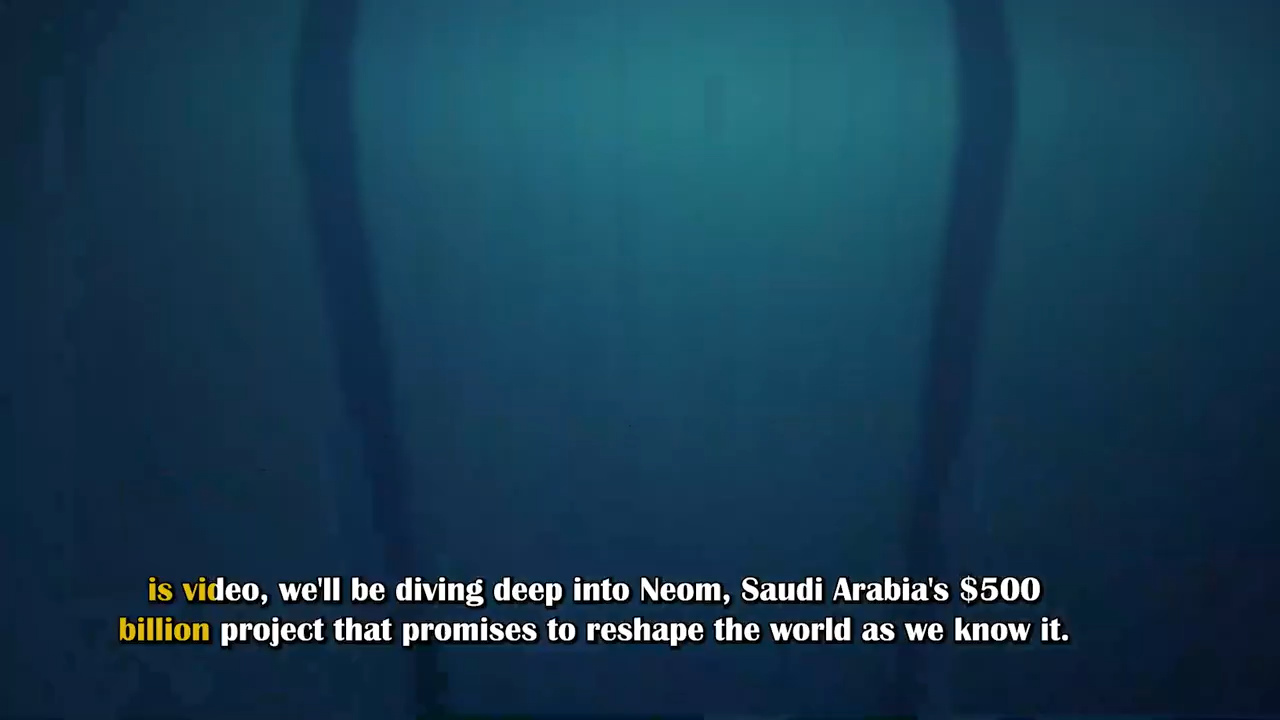 is video, we'll be diving deep into Neom, Saudi Arabia's $500
billion project that promises to reshape the world as we know it.